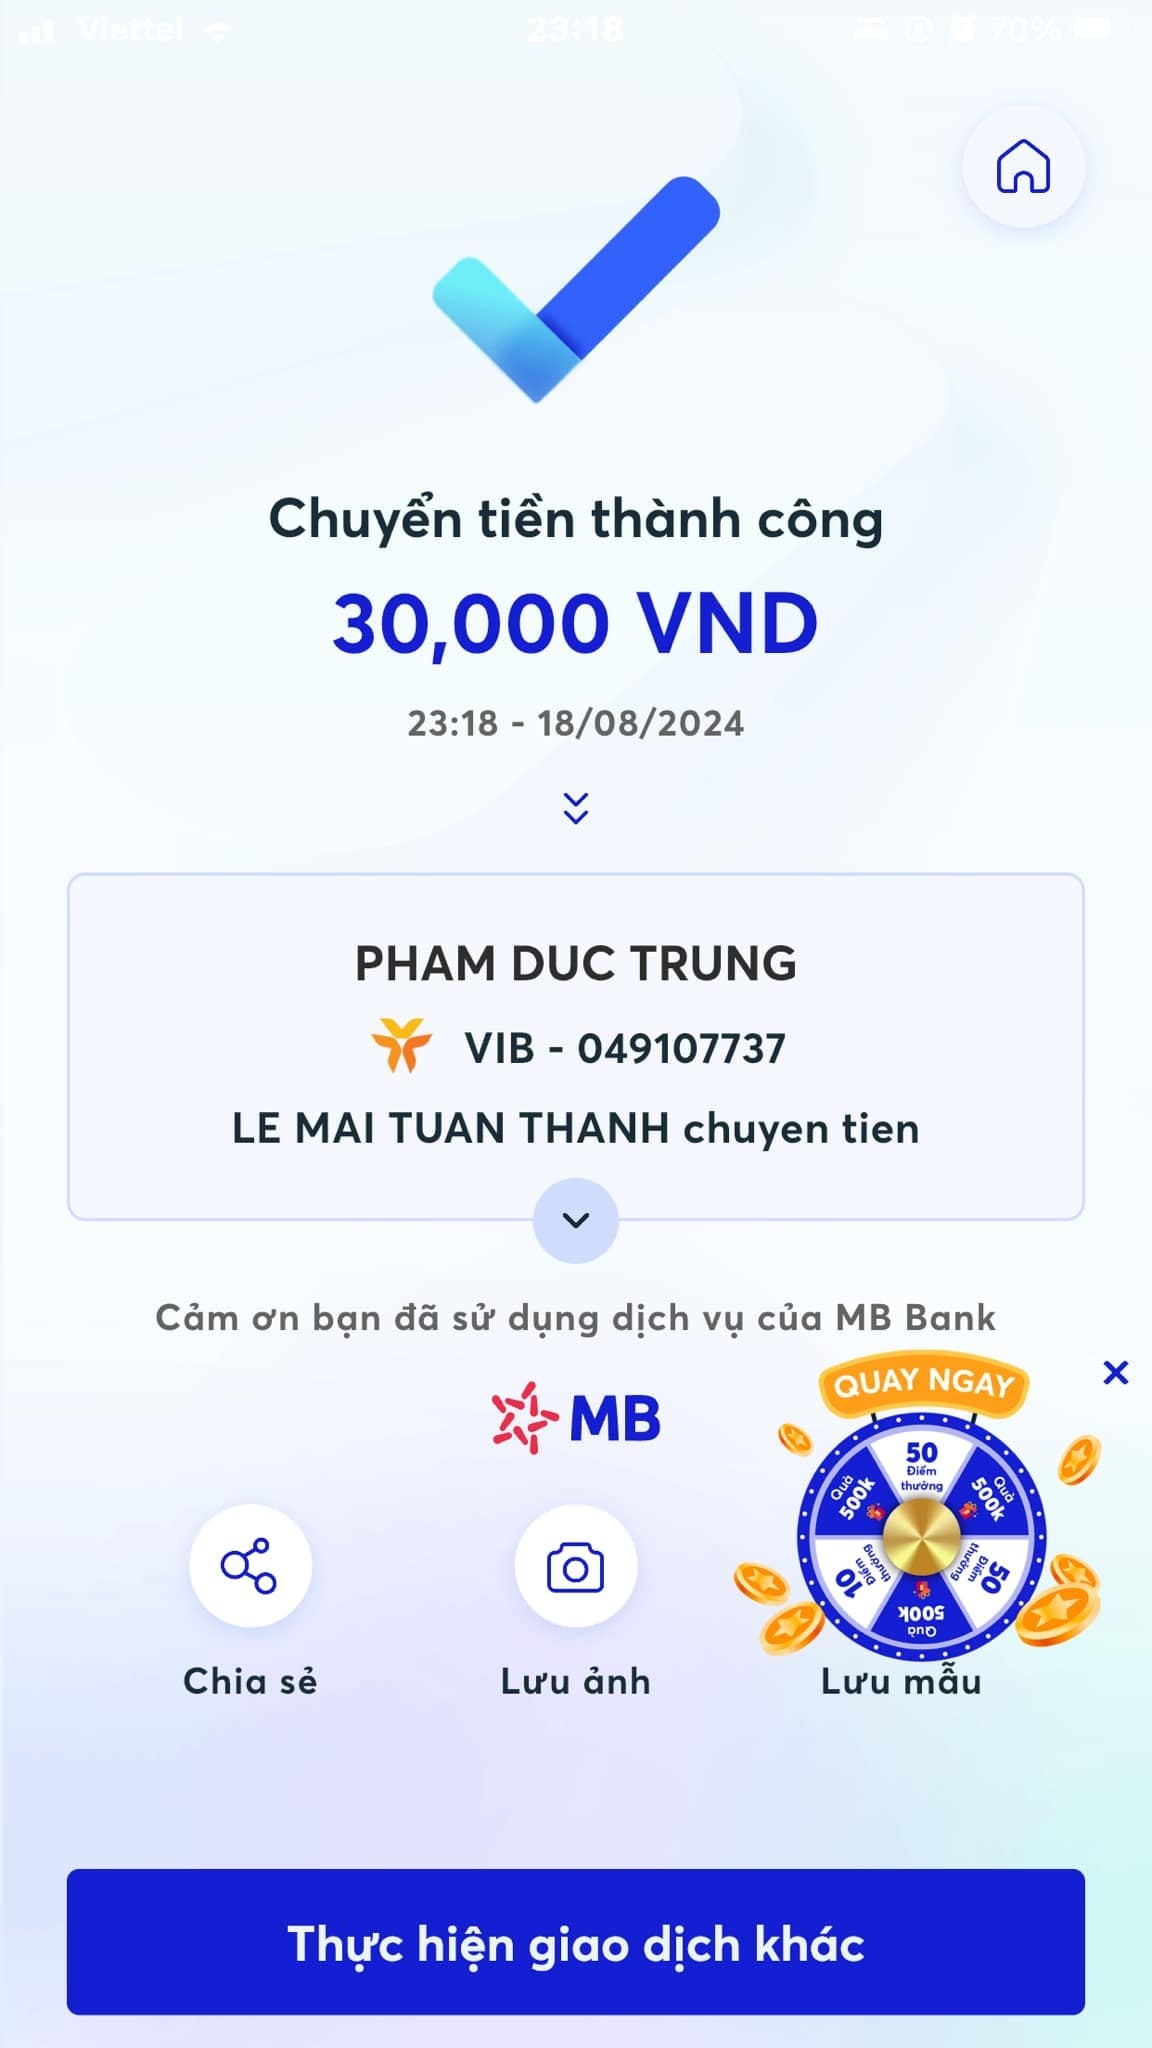 Viettel 23:18 70%
Chuyển tiền thành công
30,000 VND
23:18 - 18/08/2024
PHAM DUC TRUNG
VIB - 049107737
LE MAI TUAN THANH chuyen tien
Cảm ơn bạn đã sử dụng dịch vụ của MB Bank
MB
QUAY NGAY
50
Điểm
thưởng
Quà
500k
50
Điểm
thưởng
Quà
500k
10
Điểm
thưởng
Quà
500k
Chia sẻ
Lưu ảnh
Lưu mẫu
Thực hiện giao dịch khác